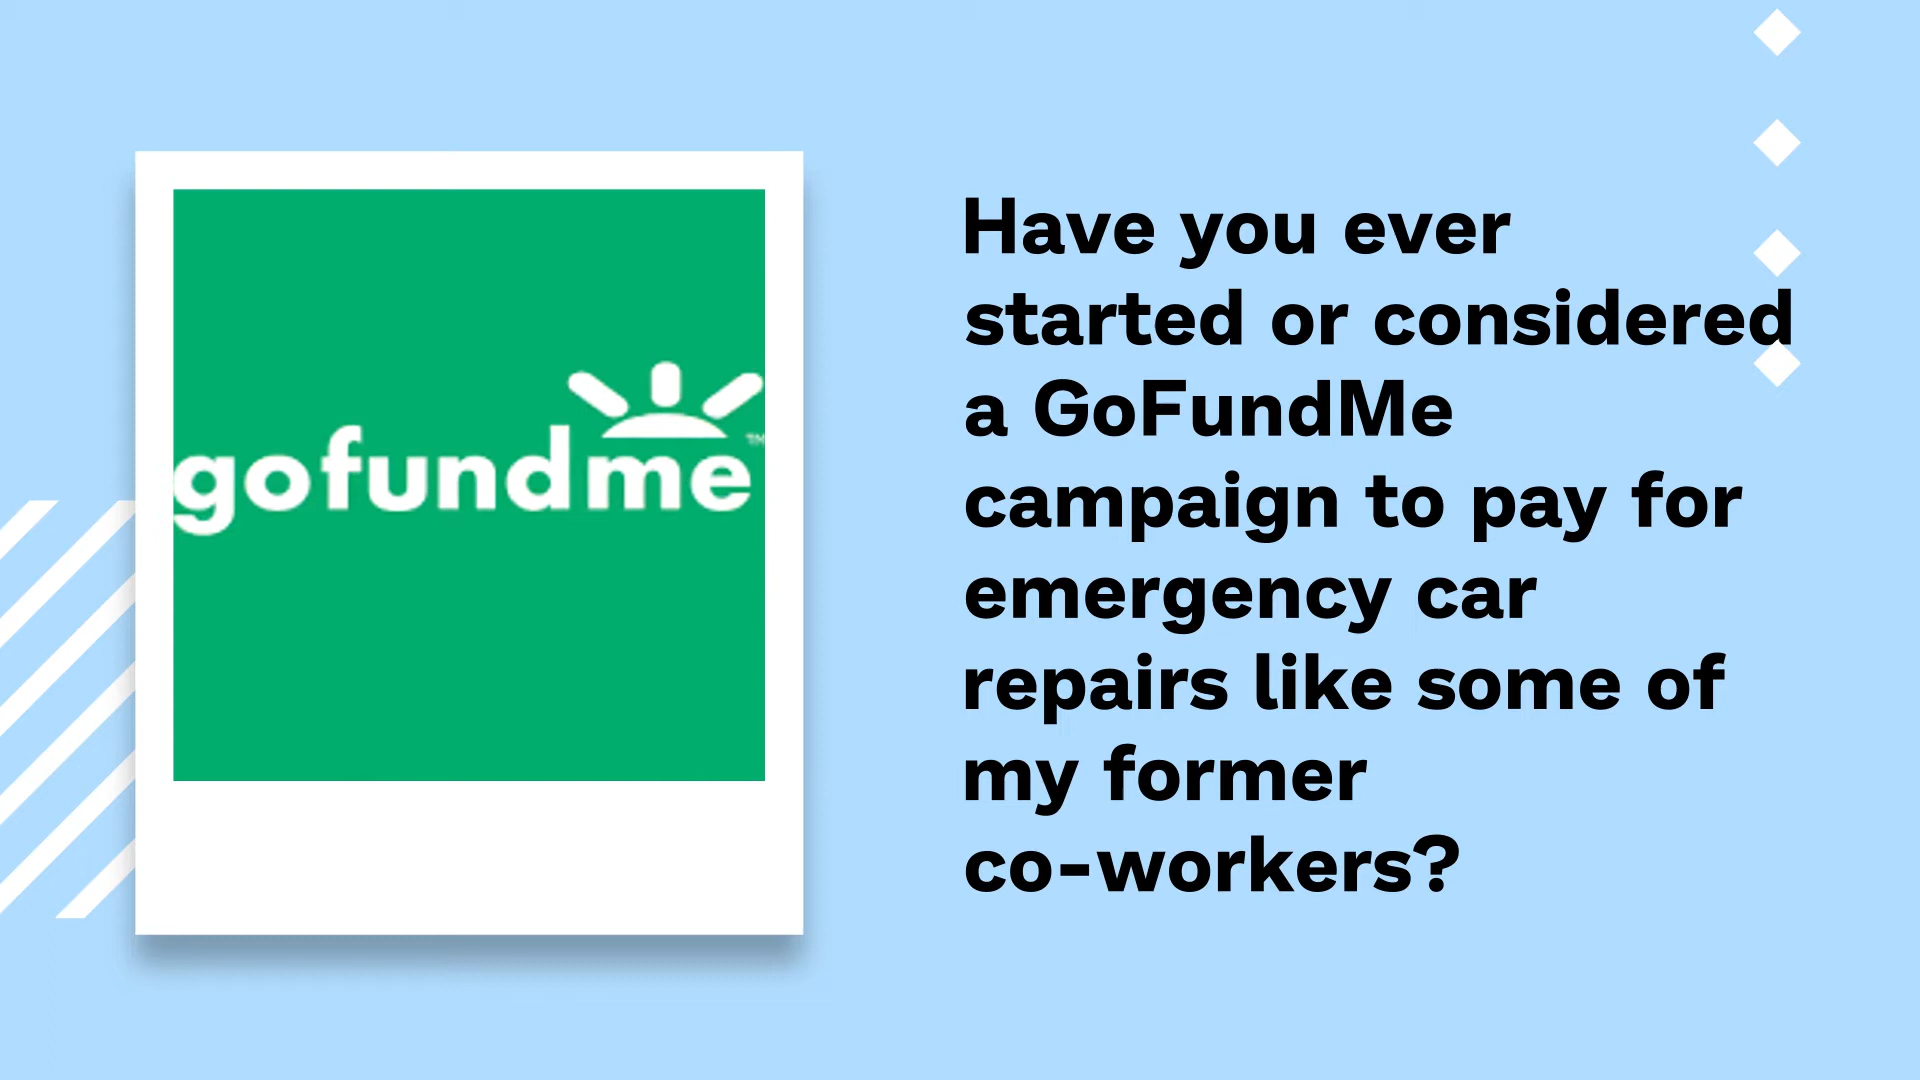 gofundme™
Have you ever
started or considered
a GoFundMe
campaign to pay for
emergency car
repairs like some of
my former
co-workers?